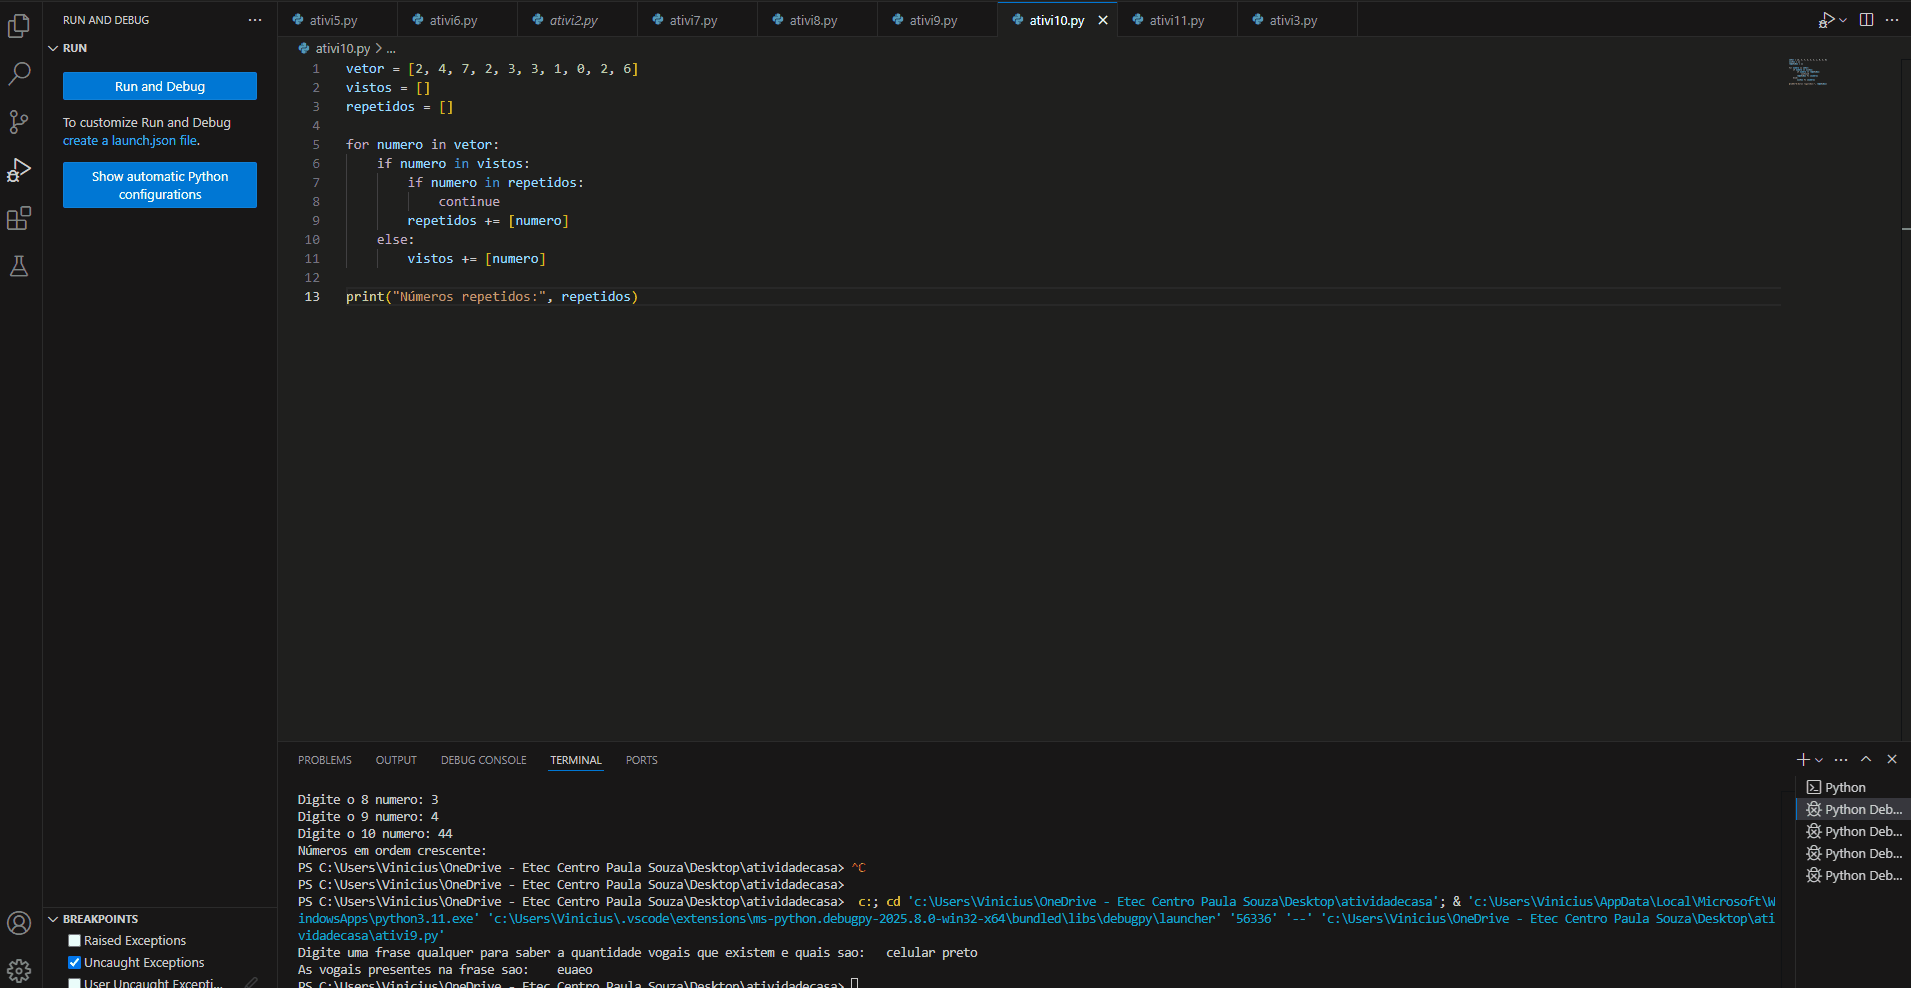 RUN AND DEBUG
RUN
Run and Debug
To customize Run and Debug
create a launch.json file.
Show automatic Python
configurations
ativi5.py
ativi6.py
ativi2.py
ativi7.py
ativi8.py
ativi9.py
ativi10.py
ativi11.py
ativi3.py
ativi10.py > ...
1 vetor = [2, 4, 7, 2, 3, 3, 1, 0, 2, 6]
2 vistos = []
3 repetidos = []
4
5 for numero in vetor:
6 if numero in vistos:
7 if numero in repetidos:
8 continue
9 repetidos += [numero]
10 else:
11 vistos += [numero]
12
13 print("Números repetidos:", repetidos)
PROBLEMS
OUTPUT
DEBUG CONSOLE
TERMINAL
PORTS
Digite o 8 numero: 3
Digite o 9 numero: 4
Digite o 10 numero: 44
Números em ordem crescente:
PS C:\Users\Vinicius\OneDrive - Etec Centro Paula Souza\Desktop\atividadecasa> ^C
PS C:\Users\Vinicius\OneDrive - Etec Centro Paula Souza\Desktop\atividadecasa>
PS C:\Users\Vinicius\OneDrive - Etec Centro Paula Souza\Desktop\atividadecasa> c:; cd 'c:\Users\Vinicius\OneDrive - Etec Centro Paula Souza\Desktop\atividadecasa'; & 'c:\Users\Vinicius\AppData\Local\Microsoft\W
indowsApps\python3.11.exe' 'c:\Users\Vinicius\.vscode\extensions\ms-python.debugpy-2025.8.0-win32-x64\bundled\libs\debugpy\launcher' '56336' '--' 'c:\Users\Vinicius\OneDrive - Etec Centro Paula Souza\Desktop\ati
vidadecasa\ativi9.py'
Digite uma frase qualquer para saber a quantidade vogais que existem e quais sao: celular preto
As vogais presentes na frase sao: euaeo
PS C:\Users\Vinicius\OneDrive - Etec Centro Paula Souza\Desktop\atividadecasa>
Python
Python Deb...
Python Deb...
Python Deb...
Python Deb...
BREAKPOINTS
Raised Exceptions
Uncaught Exceptions
User Uncaught Excepti...